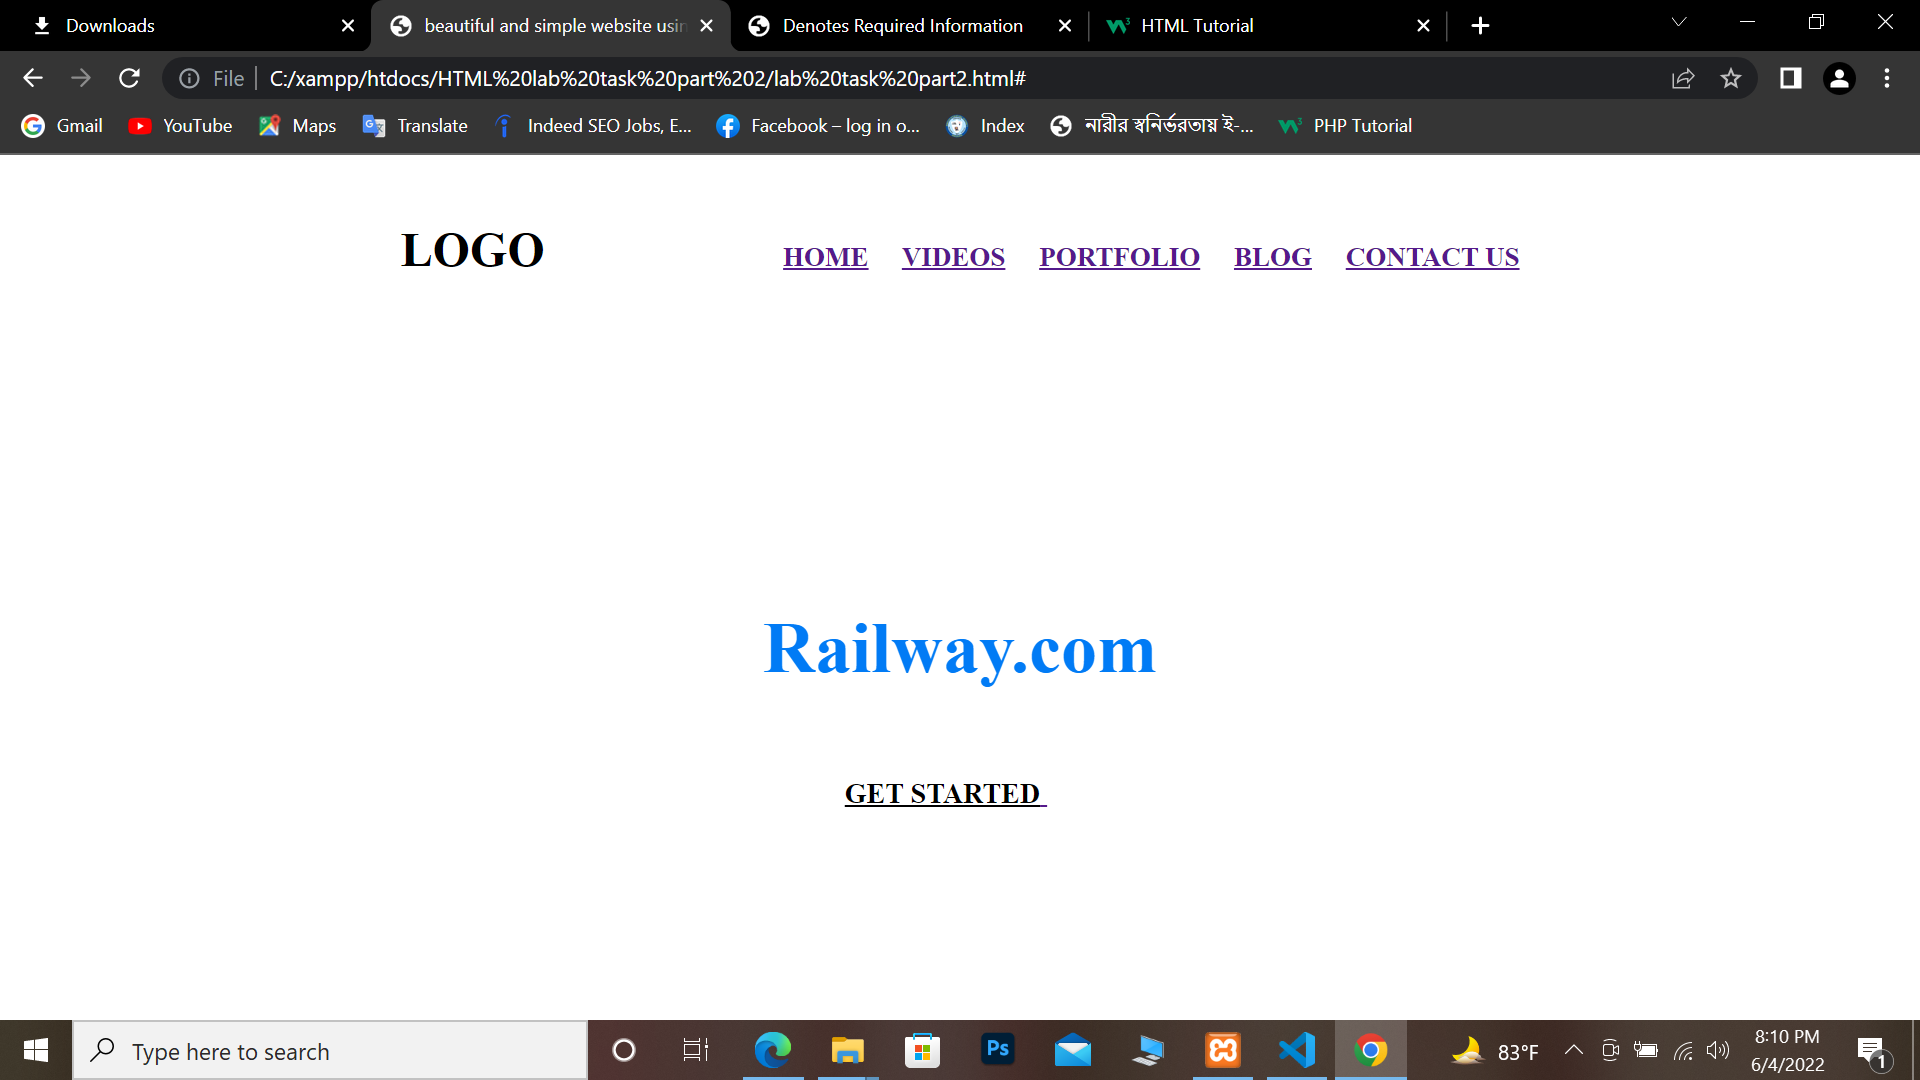 Downloads
beautiful and simple website usin
Denotes Required Information
HTML Tutorial
File
C:/xampp/htdocs/HTML%20lab%20task%20part%202/lab%20task%20part2.html#
Gmail
YouTube
Maps
Translate
Indeed SEO Jobs, E...
Facebook – log in o...
Index
নারীর স্বনির্ভরতায় ই-...
PHP Tutorial
LOGO
HOME VIDEOS PORTFOLIO BLOG CONTACT US
Railway.com
GET STARTED
Type here to search
Ps
83°F
8:10 PM
6/4/2022
1